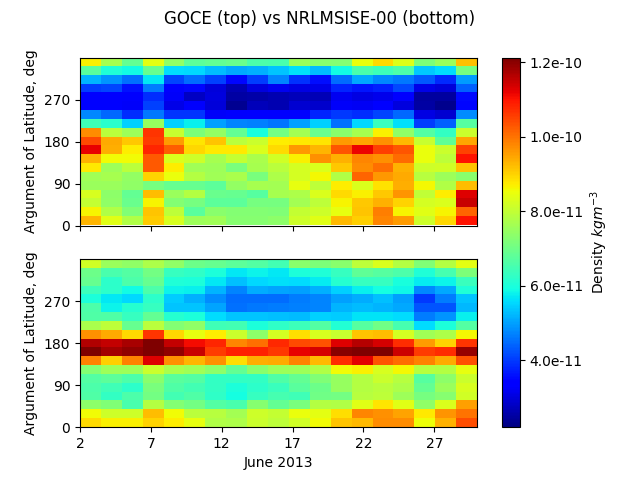 GOCE (top) vs NRLMSISE-00 (bottom)
Argument of Latitude, deg
270
180
90
0
Argument of Latitude, deg
270
180
90
0
2 7 12 17 22 27
June 2013
1.2e-10
1.0e-10
8.0e-11
6.0e-11
4.0e-11
Density kgm⁻³